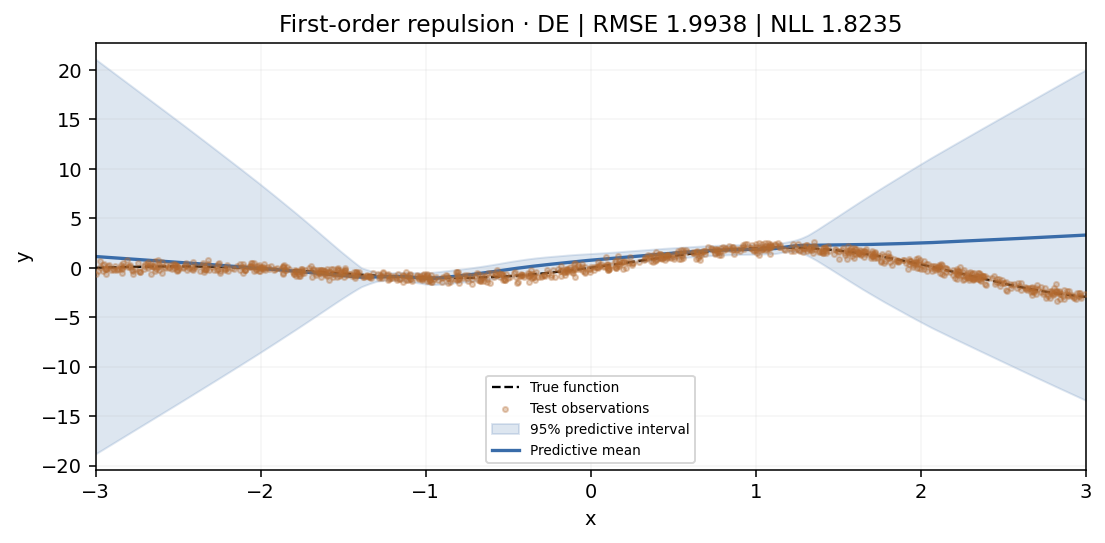 First-order repulsion · DE | RMSE 1.9938 | NLL 1.8235
y
20
15
10
5
0
−5
−10
−15
−20
True function
Test observations
95% predictive interval
Predictive mean
−3 −2 −1 0 1 2 3
x